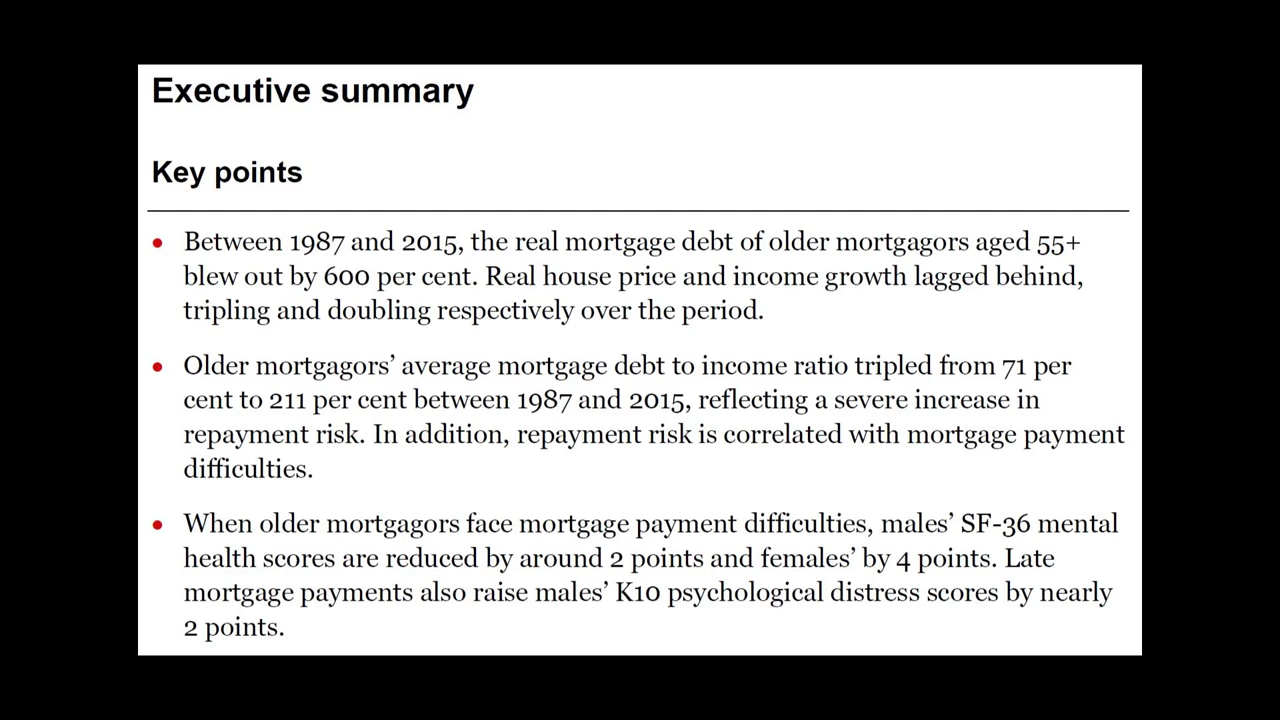 Executive summary
Key points
Between 1987 and 2015, the real mortgage debt of older mortgagors aged 55+
blew out by 600 per cent. Real house price and income growth lagged behind,
tripling and doubling respectively over the period.
Older mortgagors’ average mortgage debt to income ratio tripled from 71 per
cent to 211 per cent between 1987 and 2015, reflecting a severe increase in
repayment risk. In addition, repayment risk is correlated with mortgage payment
difficulties.
When older mortgagors face mortgage payment difficulties, males’ SF-36 mental
health scores are reduced by around 2 points and females’ by 4 points. Late
mortgage payments also raise males’ K10 psychological distress scores by nearly
2 points.